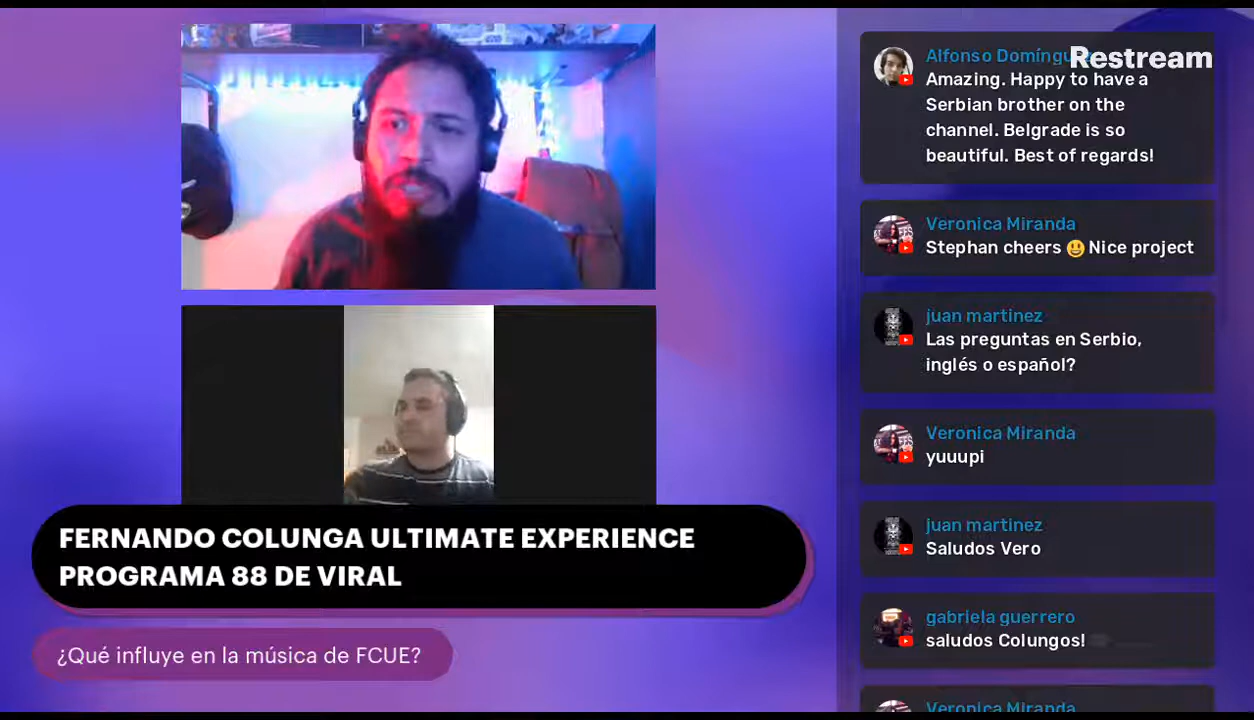 FERNANDO COLUNGA ULTIMATE EXPERIENCE
PROGRAMA 88 DE VIRAL
¿Qué influye en la música de FCUE?
Restream
Alfonso Domíngu
Amazing. Happy to have a
Serbian brother on the
channel. Belgrade is so
beautiful. Best of regards!
Veronica Miranda
Stephan cheers 😃 Nice project
juan martinez
Las preguntas en Serbio,
inglés o español?
Veronica Miranda
yuuupi
juan martinez
Saludos Vero
gabriela guerrero
saludos Colungos!
Veronica Miranda